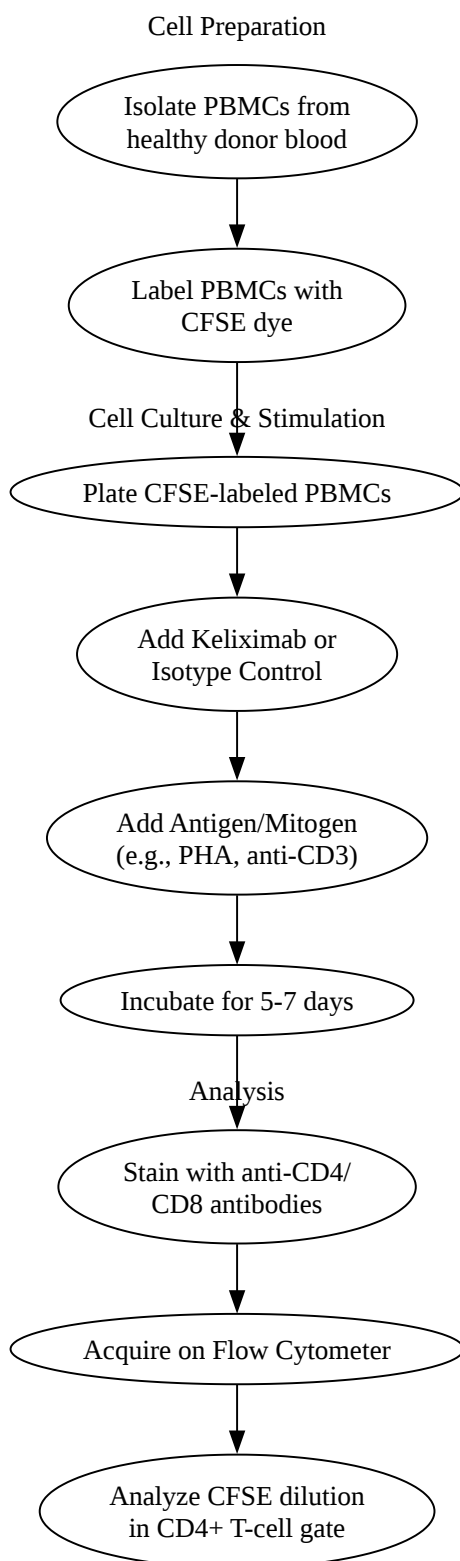 Cell Preparation
Isolate PBMCs from
healthy donor blood
Label PBMCs with
CFSE dye
Cell Culture & Stimulation
Plate CFSE-labeled PBMCs
Add Keliximab or
Isotype Control
Add Antigen/Mitogen
(e.g., PHA, anti-CD3)
Incubate for 5-7 days
Analysis
Stain with anti-CD4/
CD8 antibodies
Acquire on Flow Cytometer
Analyze CFSE dilution
in CD4+ T-cell gate